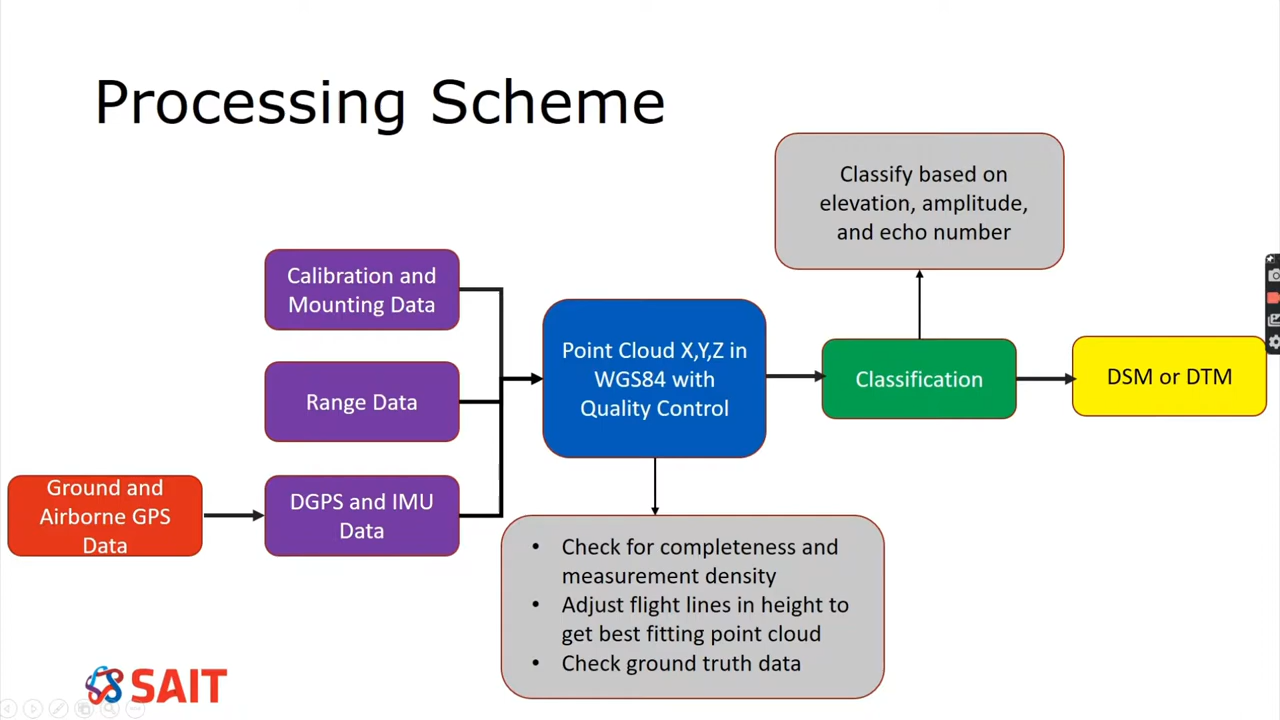 Processing Scheme
Classify based on
elevation, amplitude,
and echo number
Calibration and
Mounting Data
Range Data
Ground and
Airborne GPS
Data
DGPS and IMU
Data
Point Cloud X,Y,Z in
WGS84 with
Quality Control
Classification
DSM or DTM
• Check for completeness and
measurement density
• Adjust flight lines in height to
get best fitting point cloud
• Check ground truth data
SAIT